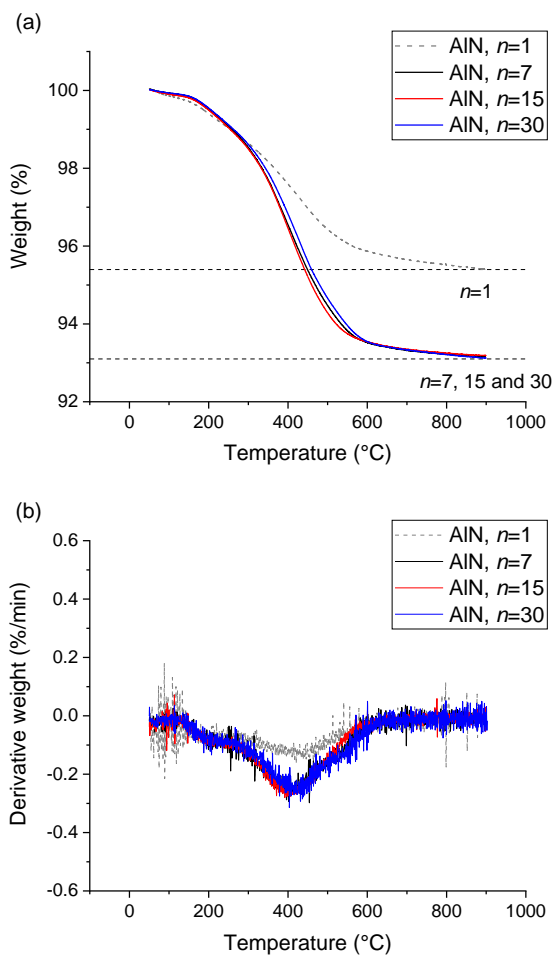 (a)
AlN, n=1
AlN, n=7
AlN, n=15
AlN, n=30
100
98
96
94
92
Weight (%)
n=1
n=7, 15 and 30
0 200 400 600 800 1000
Temperature (°C)
(b)
AlN, n=1
AlN, n=7
AlN, n=15
AlN, n=30
0.6
0.4
0.2
0.0
-0.2
-0.4
-0.6
Derivative weight (%/min)
0 200 400 600 800 1000
Temperature (°C)